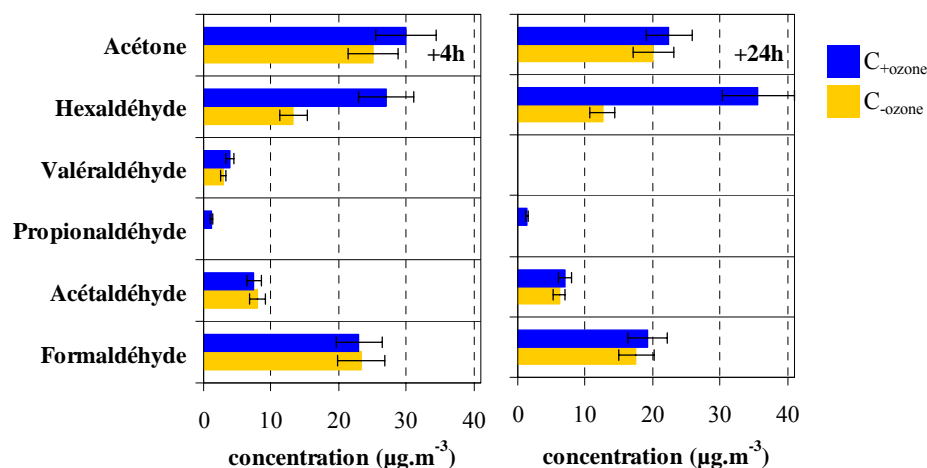 Acétone
Hexaldéhyde
Valéraldéhyde
Propionaldéhyde
Acétaldéhyde
Formaldéhyde
+4h
0 10 20 30 40
concentration (µg.m-3)
+24h
0 10 20 30 40
concentration (µg.m-3)
C+ozone
C-ozone